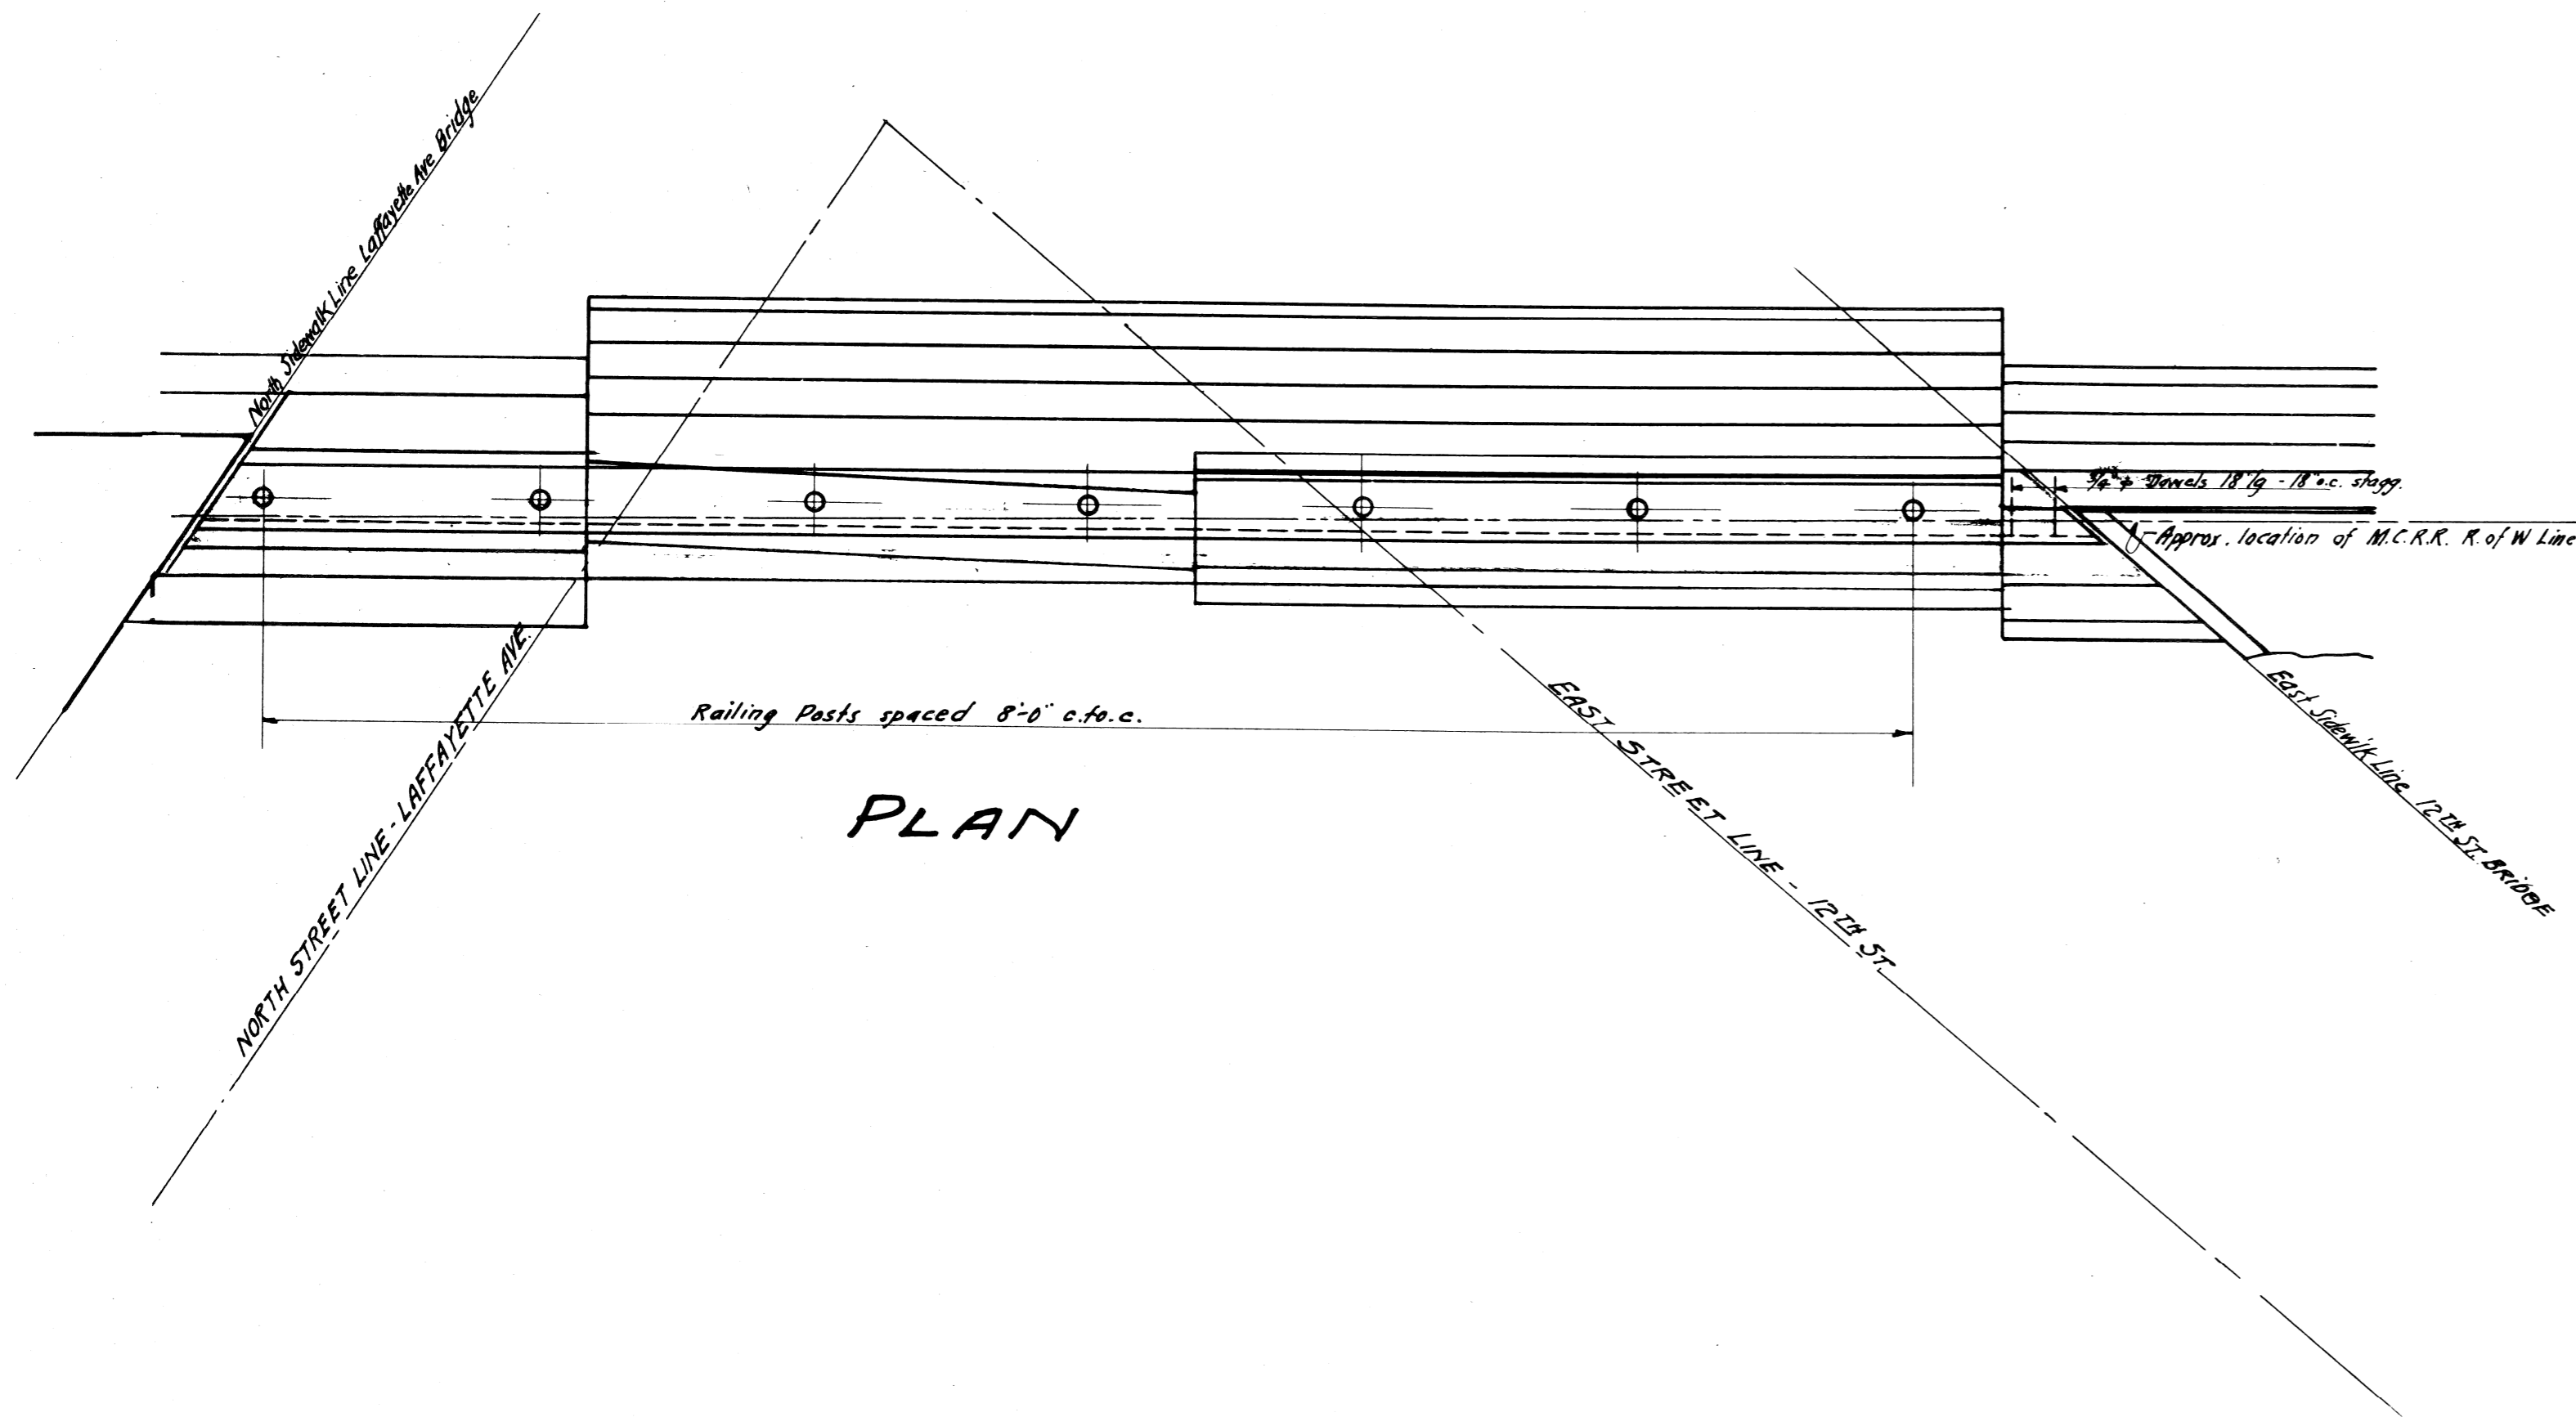 North Sidewalk Line Laffayette Ave Bridge
3/4"φ Dowels 18"lg - 18"o.c. stagg.
Approx. location of M.C.R.R. R. of W Line
Railing Posts spaced 8'-0" c.to.c.
NORTH STREET LINE - LAFFAYETTE AVE.
EAST STREET LINE - 12TH ST.
East Sidew'lk Line 12TH ST. BRIDGE
PLAN